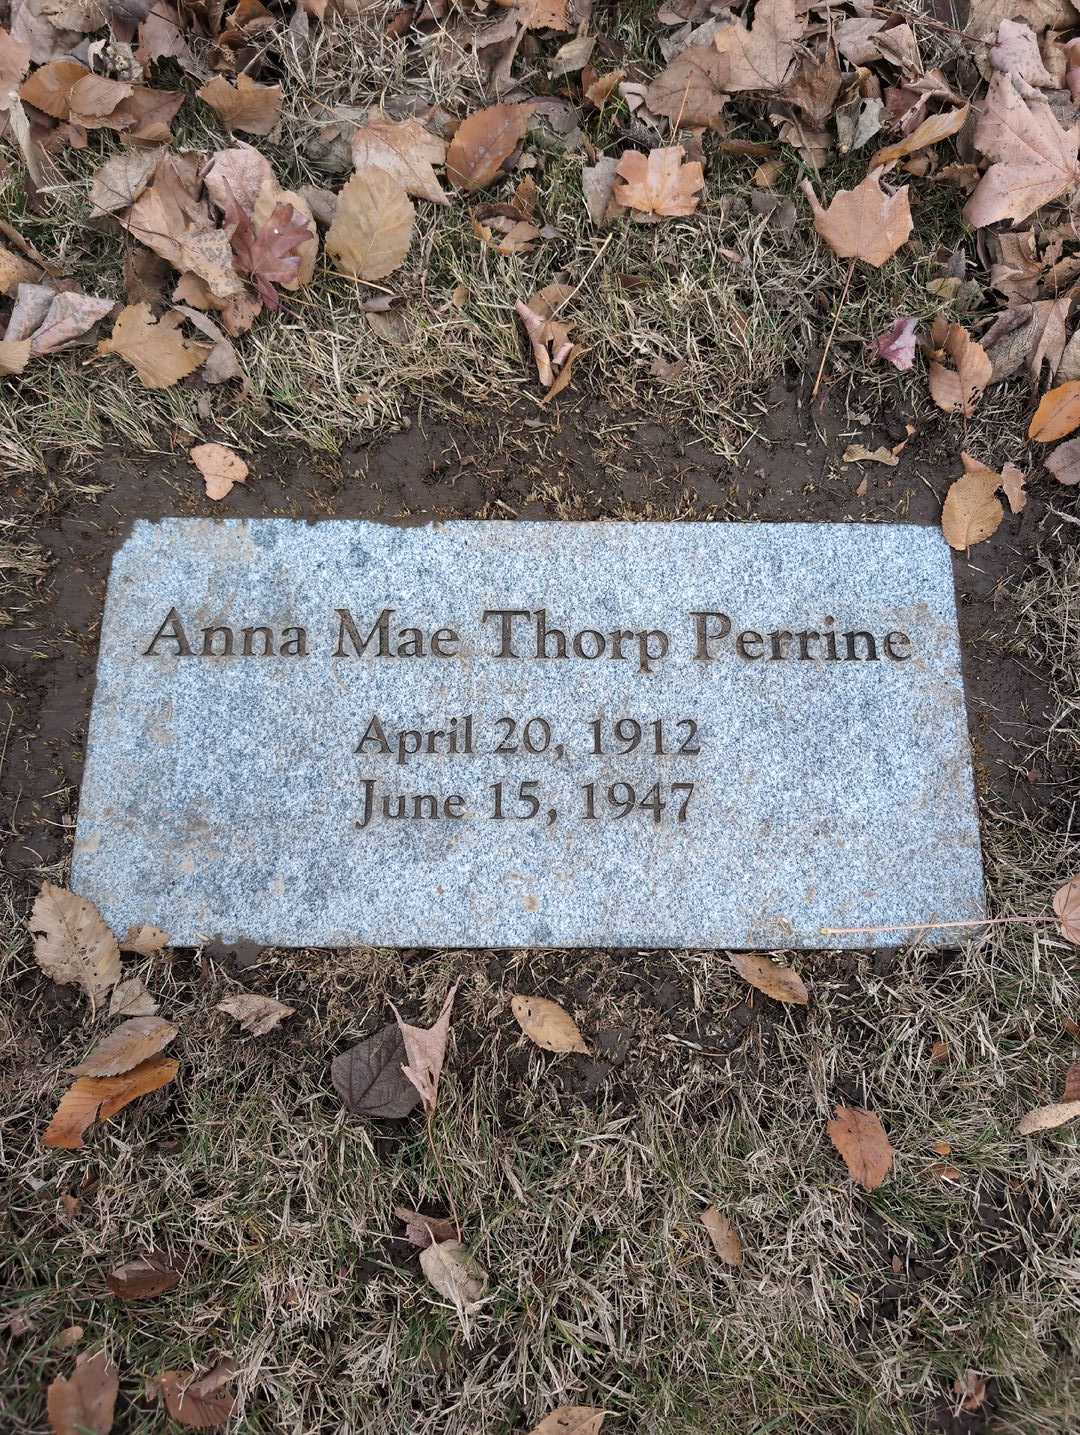 Anna Mae Thorp Perrine
April 20, 1912
June 15, 1947